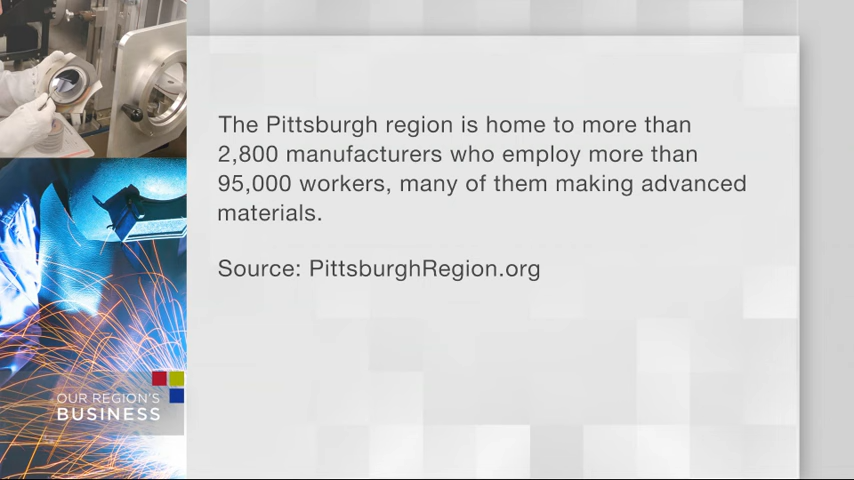 The Pittsburgh region is home to more than
2,800 manufacturers who employ more than
95,000 workers, many of them making advanced
materials.
Source: PittsburghRegion.org
OUR REGION'S
BUSINESS